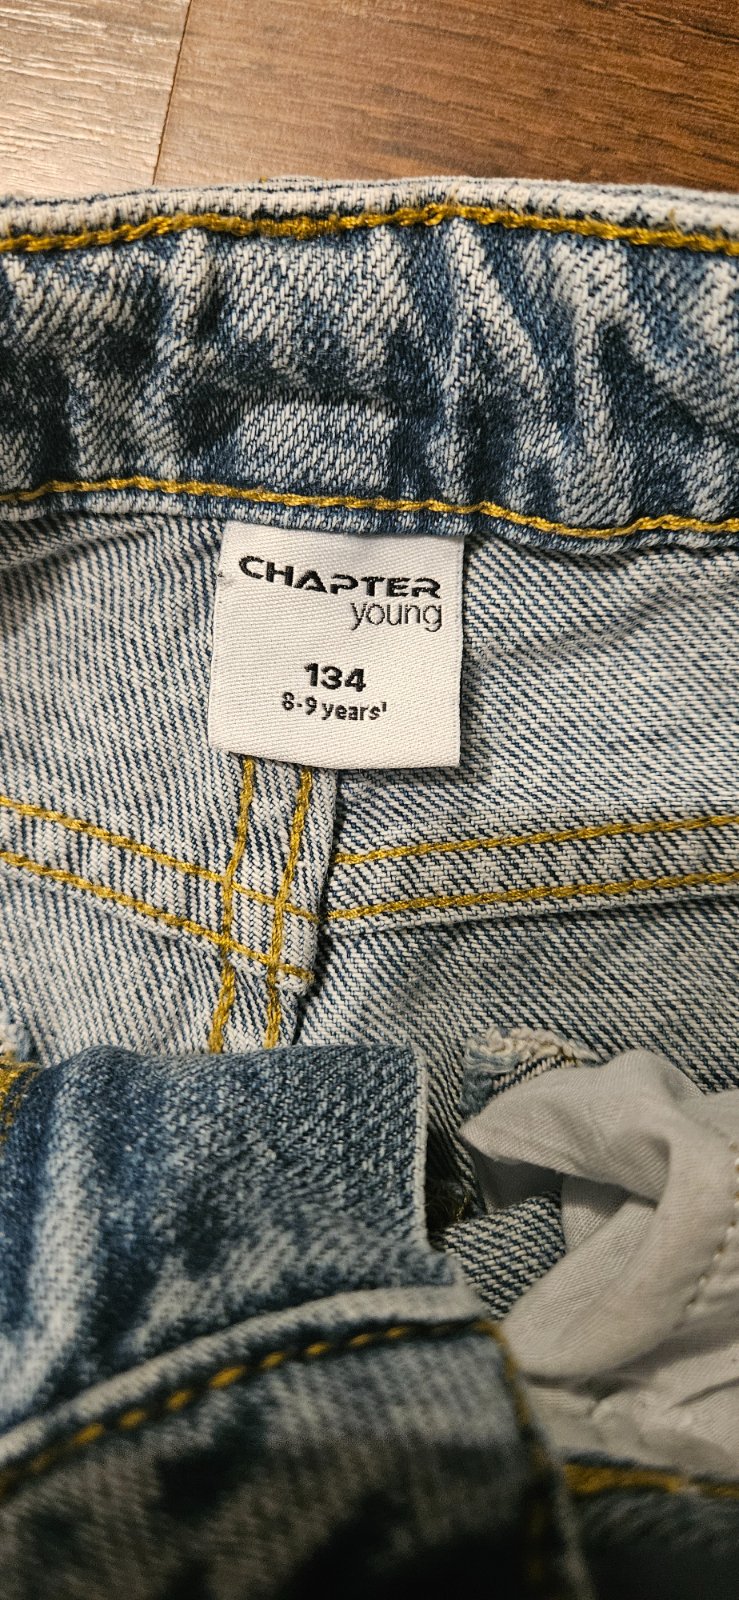 CHAPTER
young
134
8-9 years'